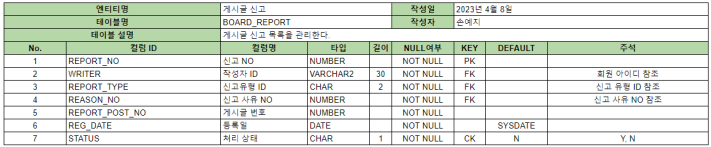 엔티티명 게시글 신고 작성일 2023년 4월 8일
테이블명 BOARD_REPORT 작성자 손예지
테이블 설명 게시글 신고 목록을 관리한다.
No. 컬럼 ID 컬럼명 타입 길이 NULL여부 KEY DEFAULT 주석
1 REPORT_NO 신고 NO NUMBER NOT NULL PK
2 WRITER 작성자 ID VARCHAR2 30 NOT NULL FK 회원 아이디 참조
3 REPORT_TYPE 신고유형 ID CHAR 2 NOT NULL FK 신고 유형 ID 참조
4 REASON_NO 신고 사유 NO NUMBER NOT NULL FK 신고 사유 NO 참조
5 REPORT_POST_NO 게시글 번호 NUMBER NOT NULL
6 REG_DATE 등록일 DATE NOT NULL SYSDATE
7 STATUS 처리 상태 CHAR 1 NOT NULL CK N Y, N